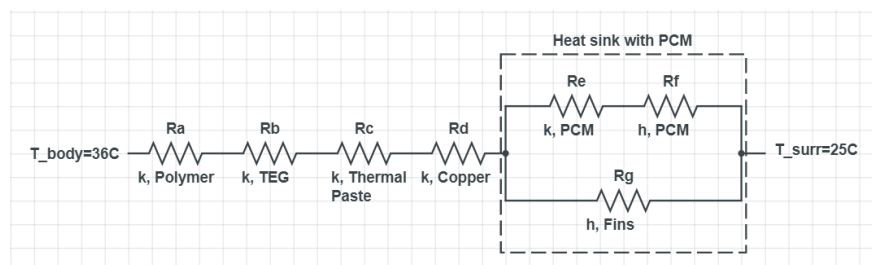 Heat sink with PCM
Re
Rf
k, PCM
h, PCM
Ra
Rb
Rc
Rd
T_body=36C
T_surr=25C
k, Polymer
k, TEG
k, Thermal
Paste
k, Copper
Rg
h, Fins